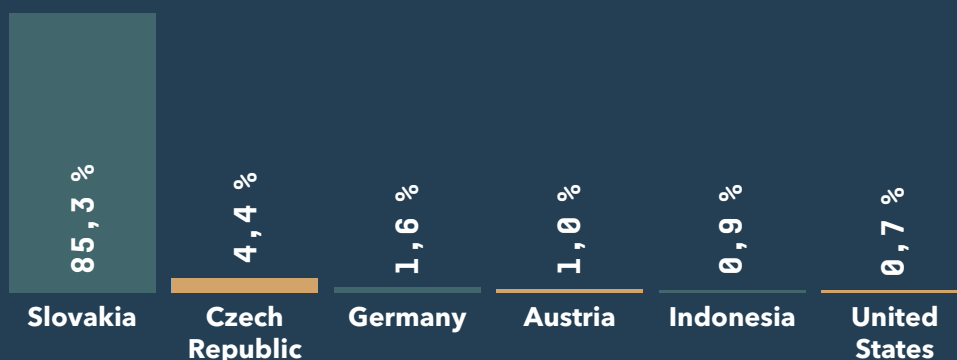 85,3 %
4,4 %
1,6 %
1,0 %
0,9 %
0,7 %
Slovakia
Czech
Republic
Germany
Austria
Indonesia
United
States